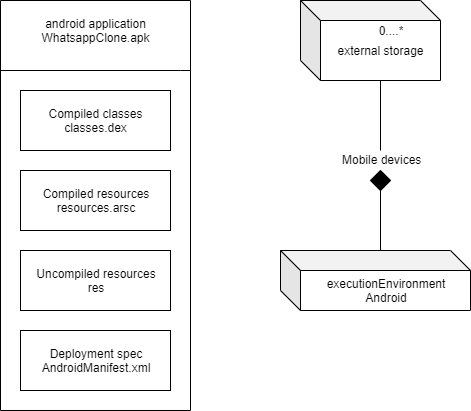 android application
WhatsappClone.apk
Compiled classes
classes.dex
Compiled resources
resources.arsc
Uncompiled resources
res
Deployment spec
AndroidManifest.xml
0....*
external storage
Mobile devices
executionEnvironment
Android